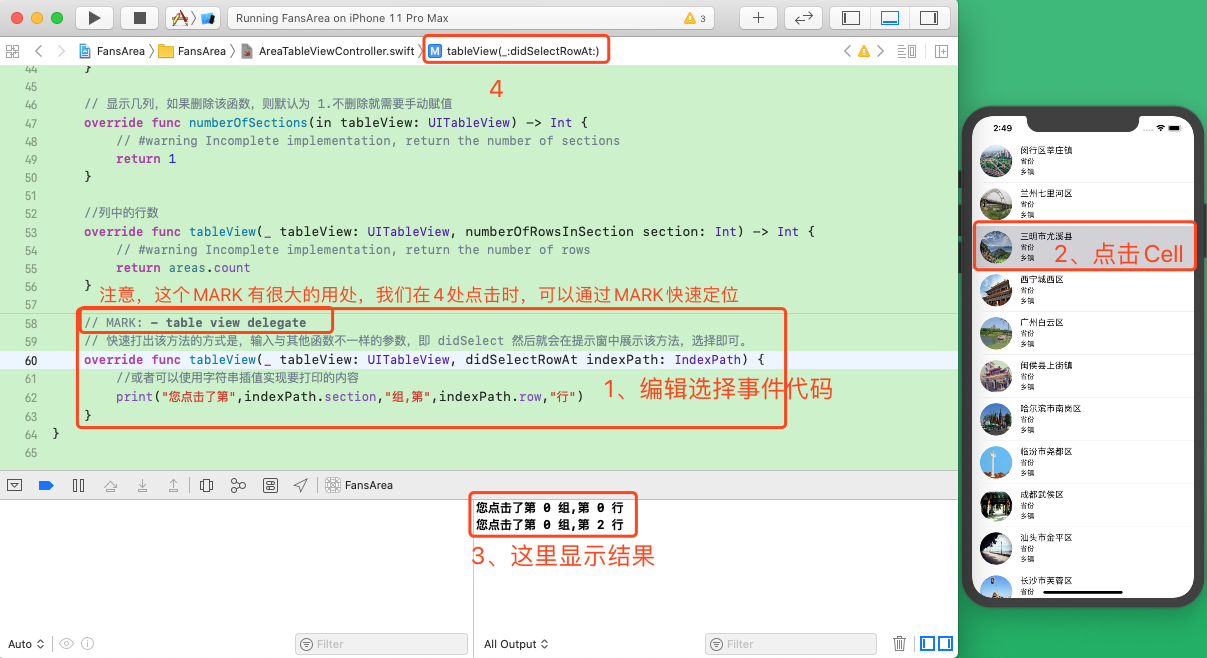 Running FansArea on iPhone 11 Pro Max
3
FansArea
FansArea
AreaTableViewController.swift
M tableView(_:didSelectRowAt:)
4
44 }
45
46 // 显示几列，如果删除该函数，则默认为 1.不删除就需要手动赋值
47 override func numberOfSections(in tableView: UITableView) -> Int {
48 // #warning Incomplete implementation, return the number of sections
49 return 1
50 }
51
52 //列中的行数
53 override func tableView(_ tableView: UITableView, numberOfRowsInSection section: Int) -> Int {
54 // #warning Incomplete implementation, return the number of rows
55 return areas.count
56 }
注意，这个 MARK 有很大的用处，我们在 4 处点击时，可以通过 MARK 快速定位
57
58 // MARK: - table view delegate
59 // 快速打出该方法的方式是，输入与其他函数不一样的参数，即 didSelect 然后就会在提示窗中展示该方法，选择即可。
60 override func tableView(_ tableView: UITableView, didSelectRowAt indexPath: IndexPath) {
61 //或者可以使用字符串插值实现要打印的内容
62 print("您点击了第",indexPath.section,"组,第",indexPath.row,"行")
1、编辑选择事件代码
63 }
64 }
65
FansArea
您点击了第 0 组,第 0 行
您点击了第 0 组,第 2 行
3、这里显示结果
Auto
Filter
All Output
Filter
2:49
闵行区莘庄镇
省份
乡镇
兰州七里河区
省份
乡镇
三明市尤溪县
省份
乡镇
2、点击 Cell
西宁城西区
省份
乡镇
广州白云区
省份
乡镇
闽侯县上街镇
省份
乡镇
哈尔滨市南岗区
省份
乡镇
临汾市尧都区
省份
乡镇
成都武侯区
省份
乡镇
汕头市金平区
省份
乡镇
长沙市芙蓉区
省份